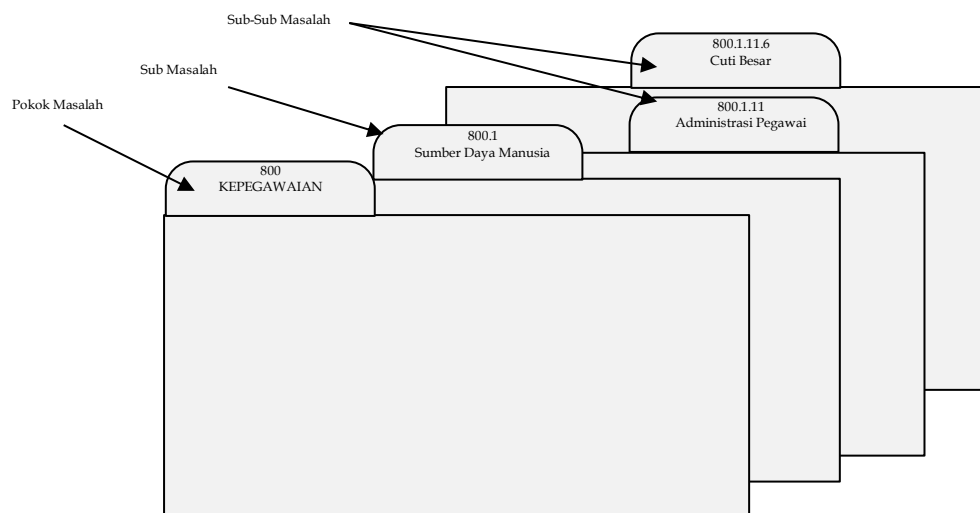 Sub-Sub Masalah
800.1.11.6
Cuti Besar
Sub Masalah
Pokok Masalah
800.1.11
Administrasi Pegawai
800.1
Sumber Daya Manusia
800
KEPEGAWAIAN